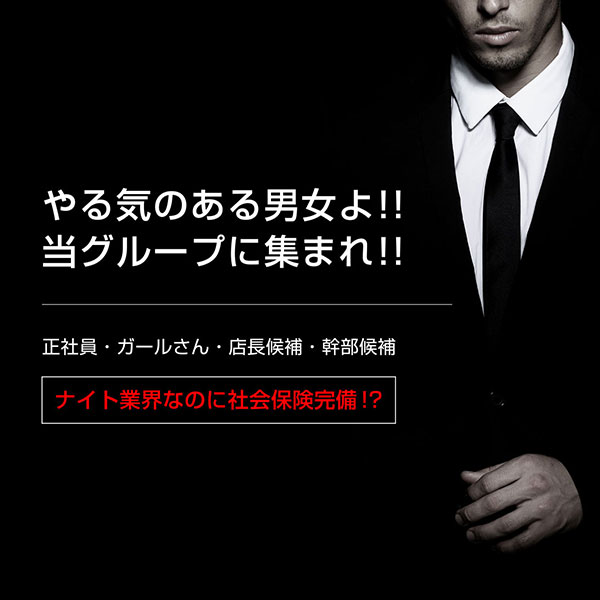 やる気のある男女よ!!
当グループに集まれ!!
正社員・ガールさん・店長候補・幹部候補
ナイト業界なのに社会保険完備!?